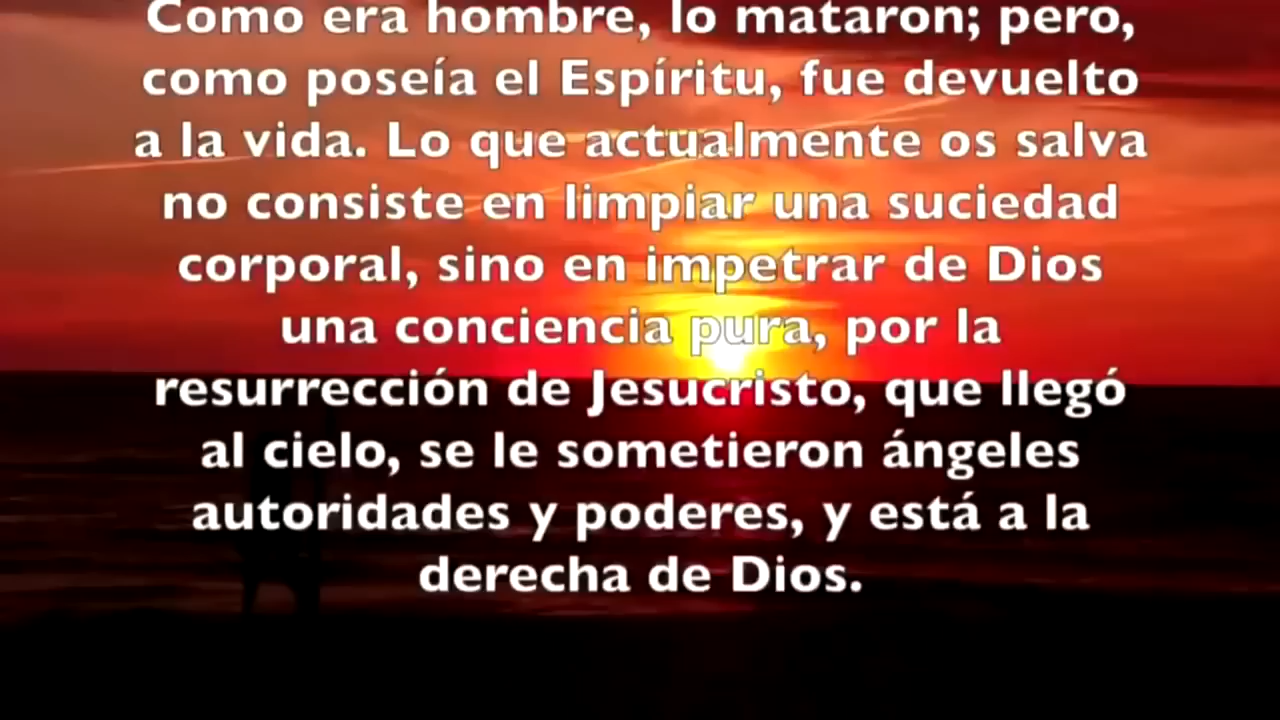 Como era hombre, lo mataron; pero,
como poseía el Espíritu, fue devuelto
a la vida. Lo que actualmente os salva
no consiste en limpiar una suciedad
corporal, sino en impetrar de Dios
una conciencia pura, por la
resurrección de Jesucristo, que llegó
al cielo, se le sometieron ángeles
autoridades y poderes, y está a la
derecha de Dios.